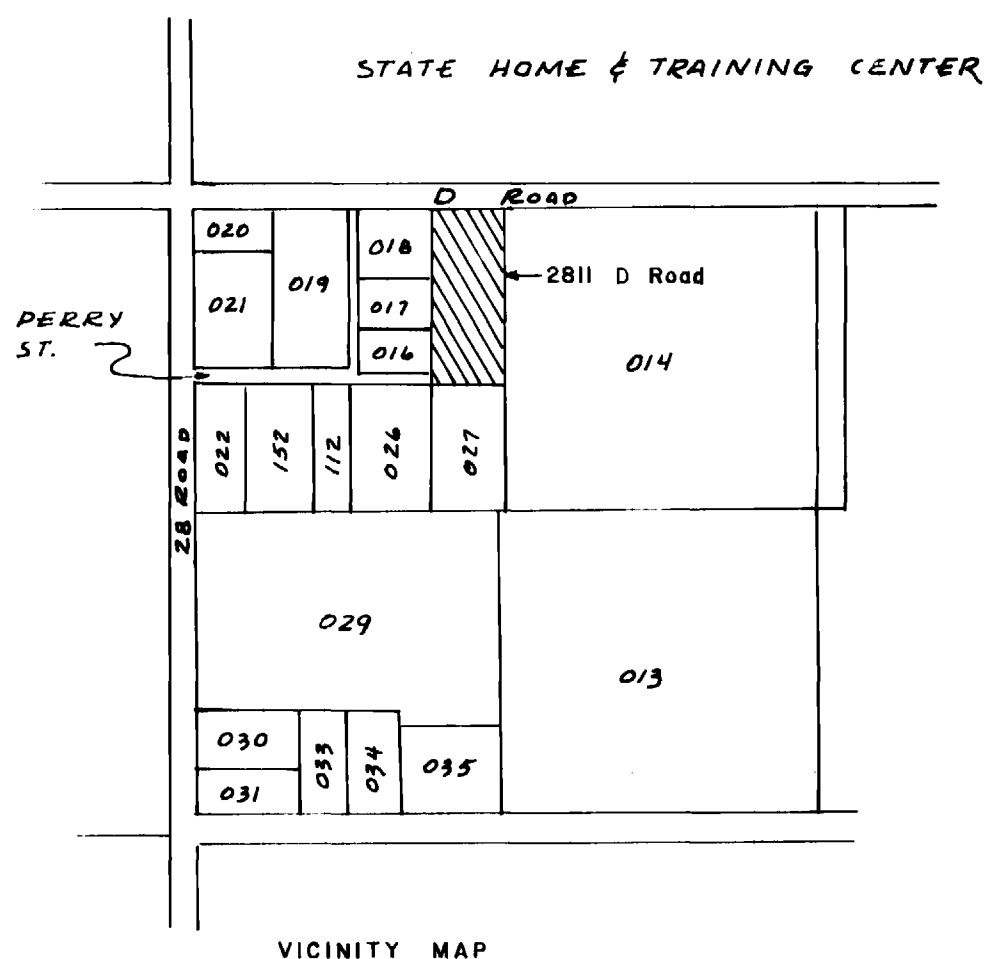 STATE HOME & TRAINING CENTER
D ROAD
020
018
019
2811 D Road
021
017
PERRY
ST.
016
014
022
152
112
026
027
28 ROAD
029
013
030
033
034
035
031
VICINITY MAP